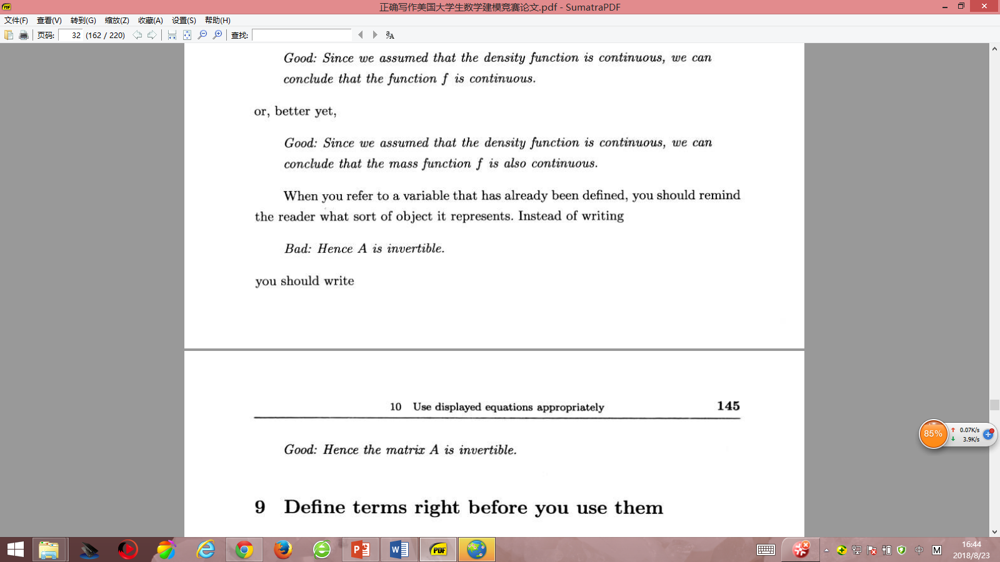 正确写作美国大学生数学建模竞赛论文.pdf - SumatraPDF
文件(F) 查看(V) 转到(G) 缩放(Z) 收藏(A) 设置(S) 帮助(H)
页码: 32 (162 / 220) 查找:
Good: Since we assumed that the density function is continuous, we can
conclude that the function f is continuous.
or, better yet,
Good: Since we assumed that the density function is continuous, we can
conclude that the mass function f is also continuous.
When you refer to a variable that has already been defined, you should remind
the reader what sort of object it represents. Instead of writing
Bad: Hence A is invertible.
you should write
10 Use displayed equations appropriately 145
Good: Hence the matrix A is invertible.
9 Define terms right before you use them
85%
0.07K/s
3.9K/s
中 M
16:44
2018/8/23